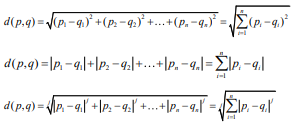 d(p,q)=√((p₁−q₁)²+(p₂−q₂)²+…+(pₙ−qₙ)²)=√(∑ᵢ₌₁ⁿ(pᵢ−qᵢ)²)
d(p,q)=|p₁−q₁|+|p₂−q₂|+…+|pₙ−qₙ|=∑ᵢ₌₁ⁿ|pᵢ−qᵢ|
d(p,q)=√(|p₁−q₁|^f+|p₂−q₂|^f+…+|pₙ−qₙ|^f)=√(∑ᵢ₌₁ⁿ|pᵢ−qᵢ|^f)